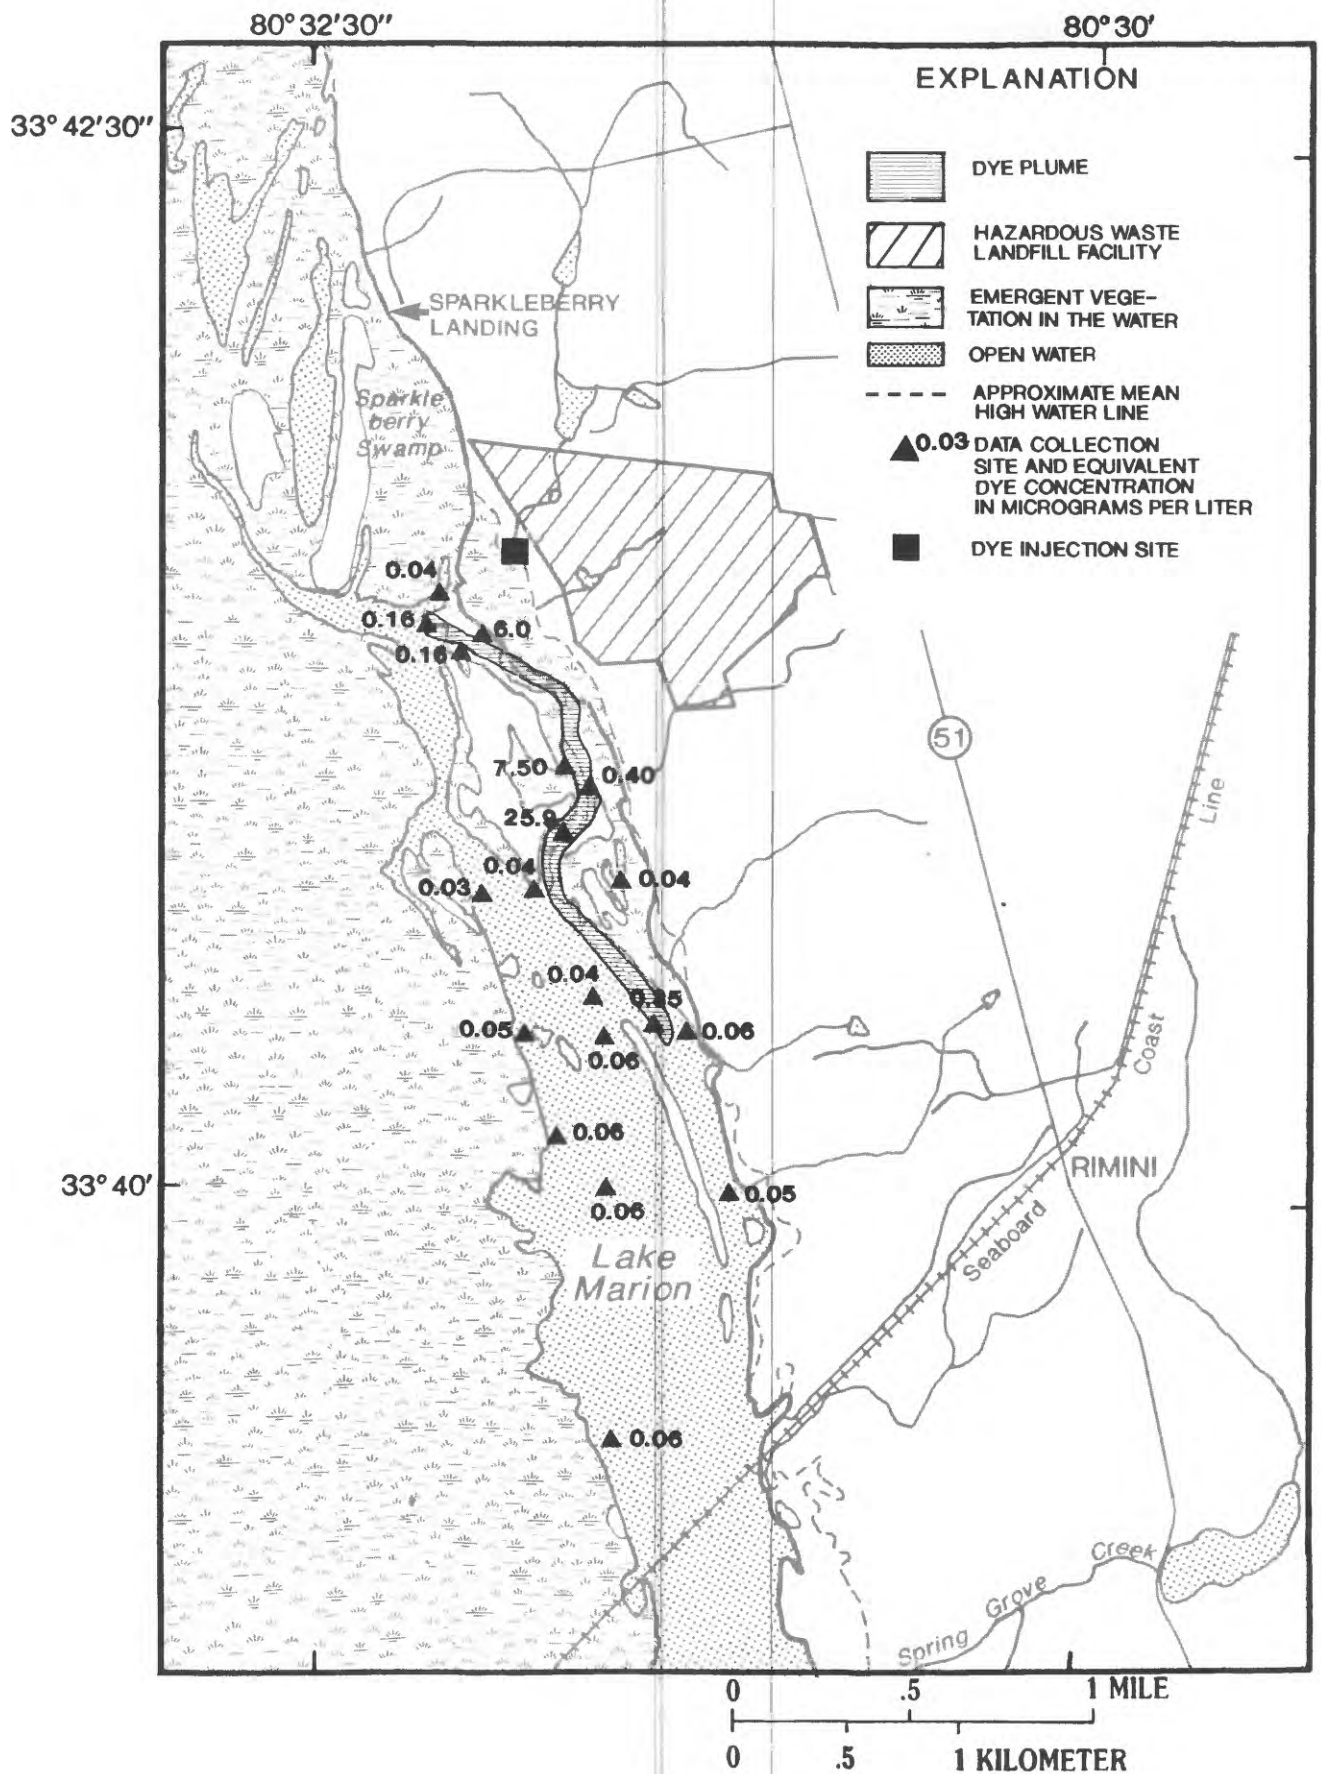 80°32'30"
80°30'
33°42'30"
EXPLANATION
DYE PLUME
HAZARDOUS WASTE
LANDFILL FACILITY
EMERGENT VEGE-
TATION IN THE WATER
OPEN WATER
APPROXIMATE MEAN
HIGH WATER LINE
0.03 DATA COLLECTION
SITE AND EQUIVALENT
DYE CONCENTRATION
IN MICROGRAMS PER LITER
DYE INJECTION SITE
SPARKLEBERRY
LANDING
Sparkle
berry
Swamp
0.04
0.16
6.0
0.16
7.50
0.40
25.9
0.04
0.03
0.04
0.04
0.05
0.06
0.06
0.06
0.06
0.05
0.06
51
Line
Coast
Seaboard
RIMINI
33°40'
Lake
Marion
Creek
Grove
Spring
0 .5 1 MILE
0 .5 1 KILOMETER